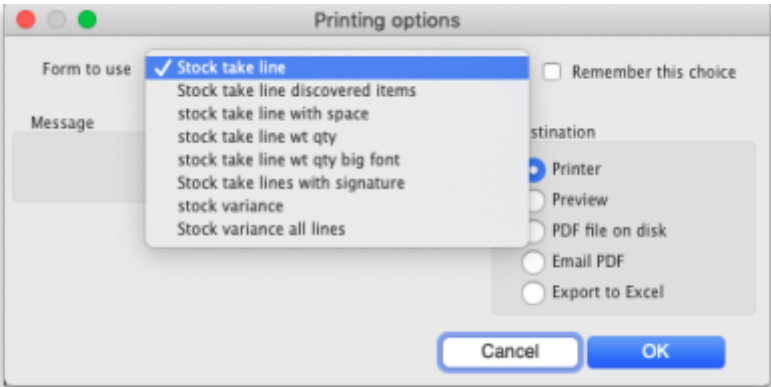 Printing options
Form to use
✓ Stock take line
Stock take line discovered items
stock take line with space
stock take line wt qty
stock take line wt qty big font
Stock take lines with signature
stock variance
Stock variance all lines
Remember this choice
Message
stination
Printer
Preview
PDF file on disk
Email PDF
Export to Excel
Cancel
OK